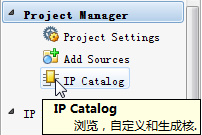 Project Manager
Project Settings
Add Sources
IP Catalog
IP
IP Catalog
浏览，自定义和生成核.